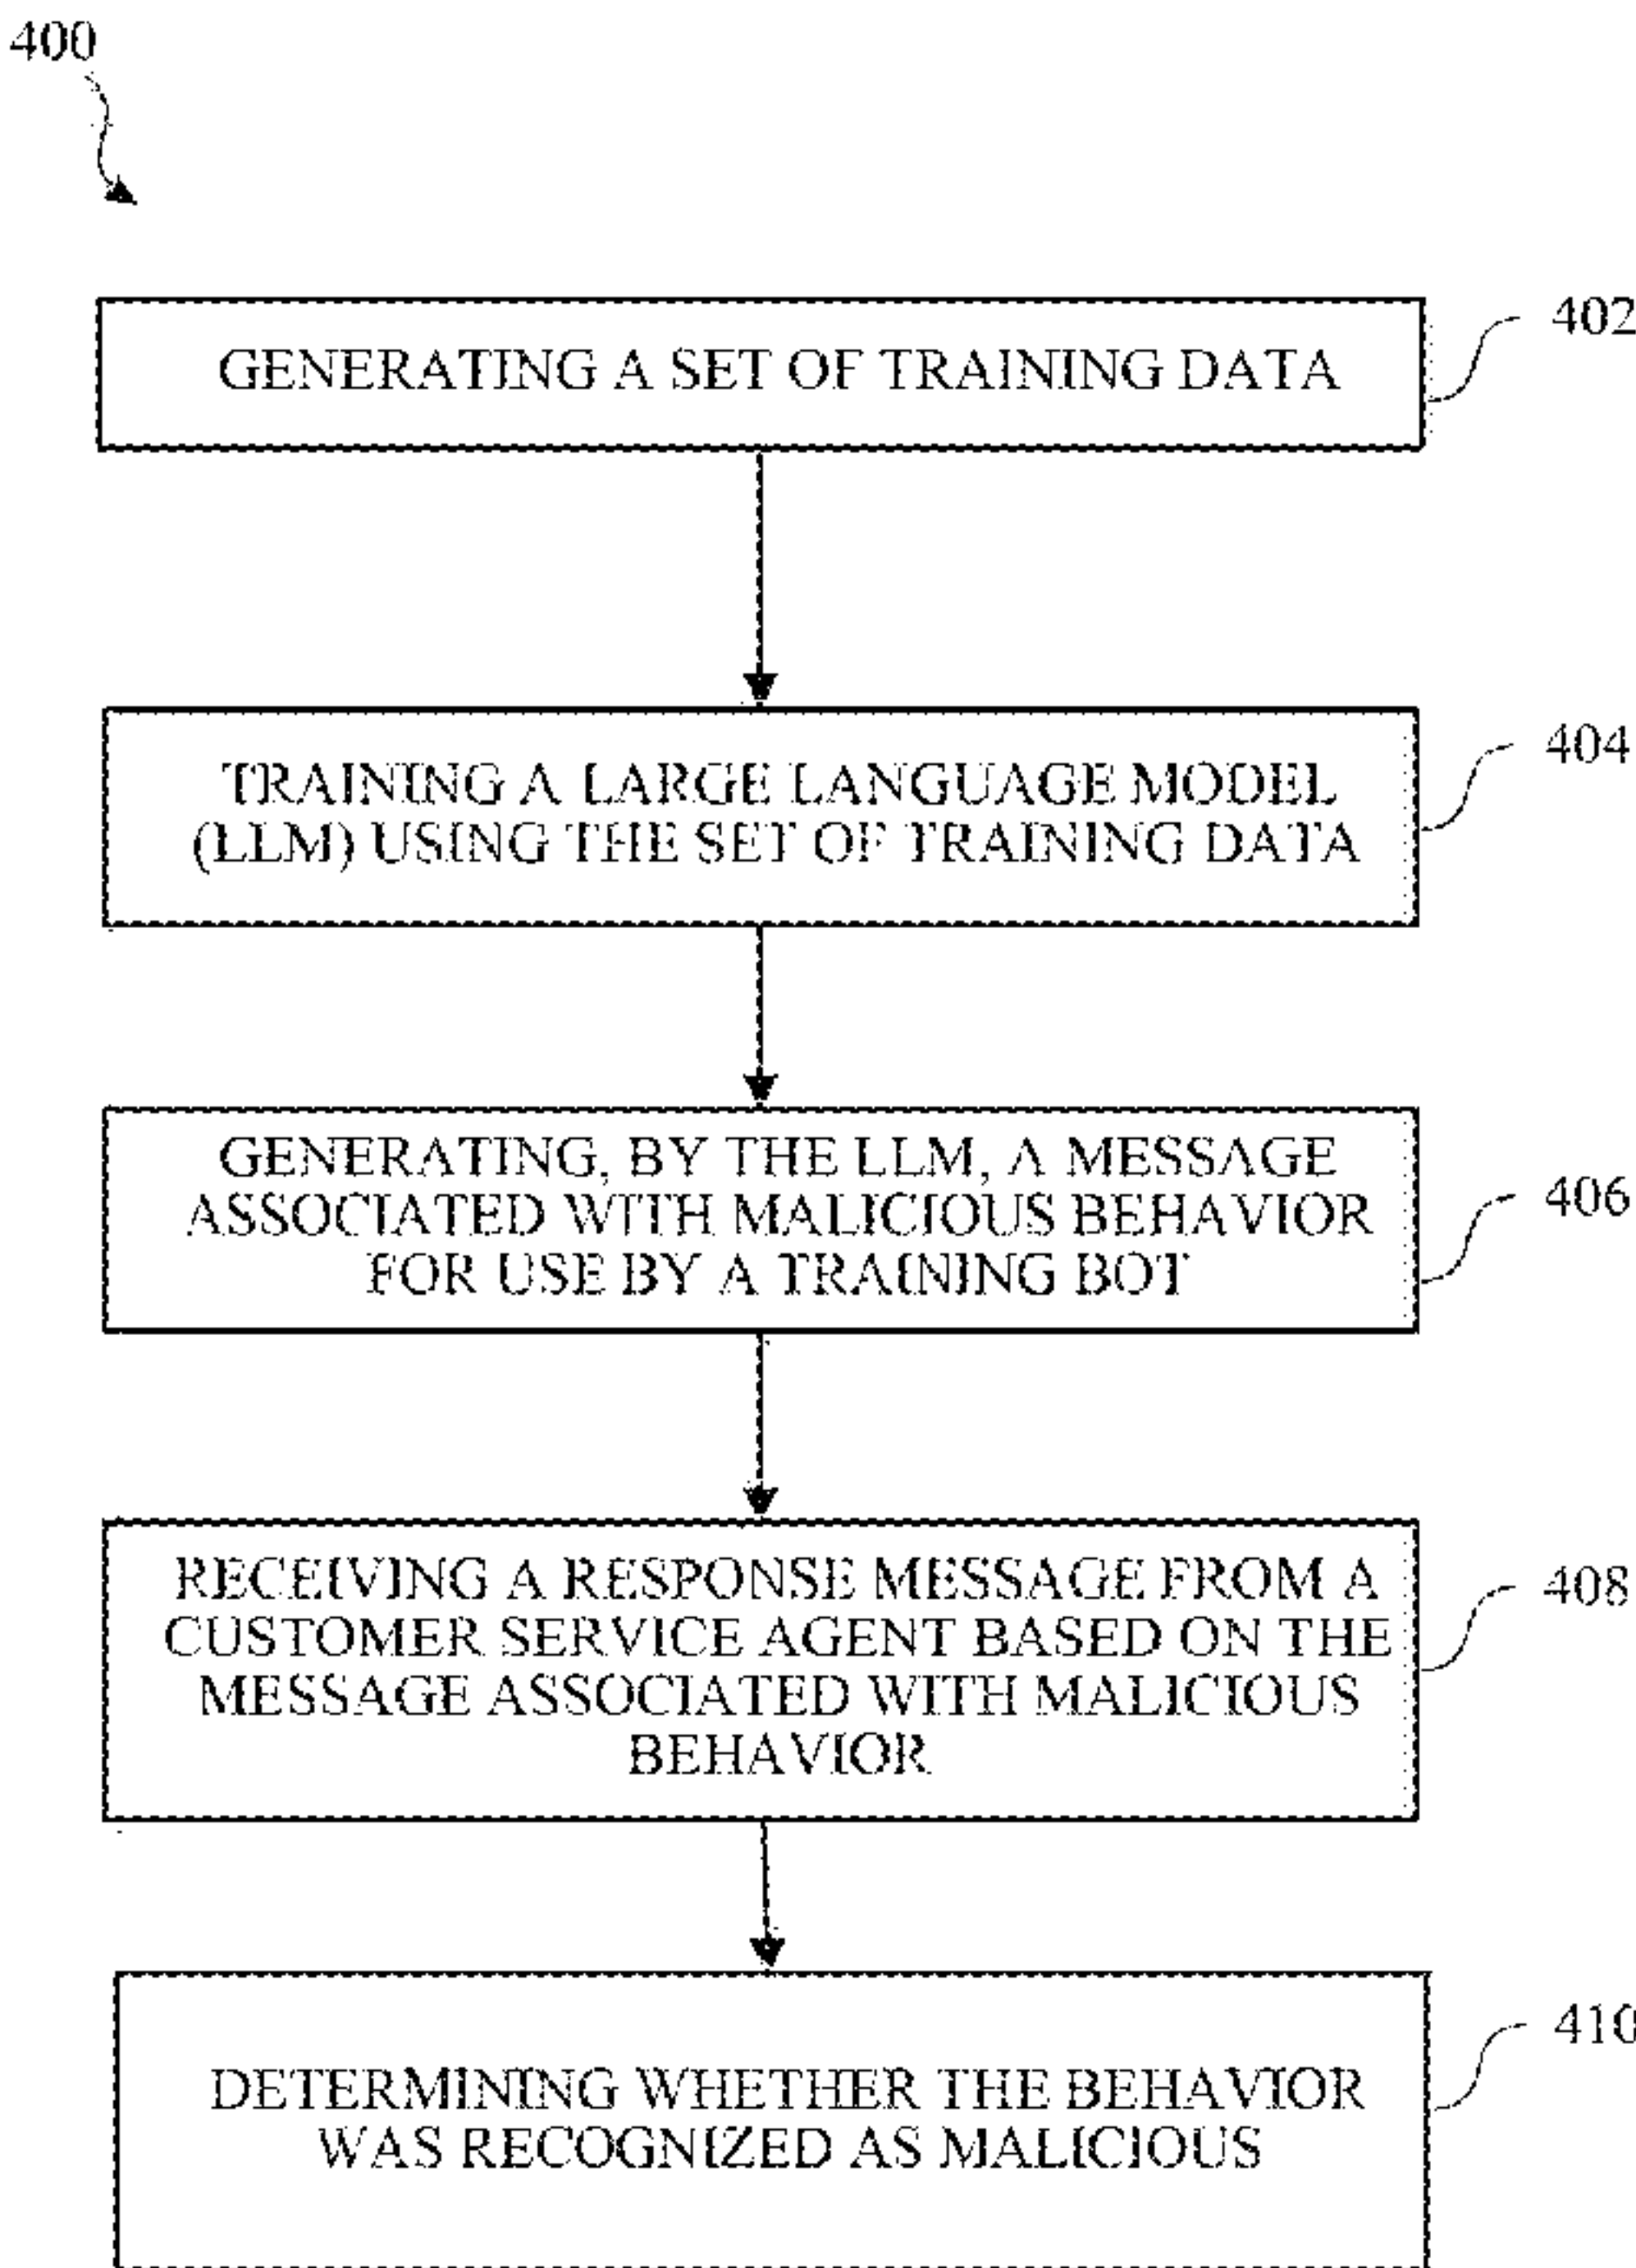 400
GENERATING A SET OF TRAINING DATA
402
TRAINING A LARGE LANGUAGE MODEL
(LLM) USING THE SET OF TRAINING DATA
404
GENERATING, BY THE LLM, A MESSAGE
ASSOCIATED WITH MALICIOUS BEHAVIOR
FOR USE BY A TRAINING BOT
406
RECEIVING A RESPONSE MESSAGE FROM A
CUSTOMER SERVICE AGENT BASED ON THE
MESSAGE ASSOCIATED WITH MALICIOUS
BEHAVIOR
408
DETERMINING WHETHER THE BEHAVIOR
WAS RECOGNIZED AS MALICIOUS
410